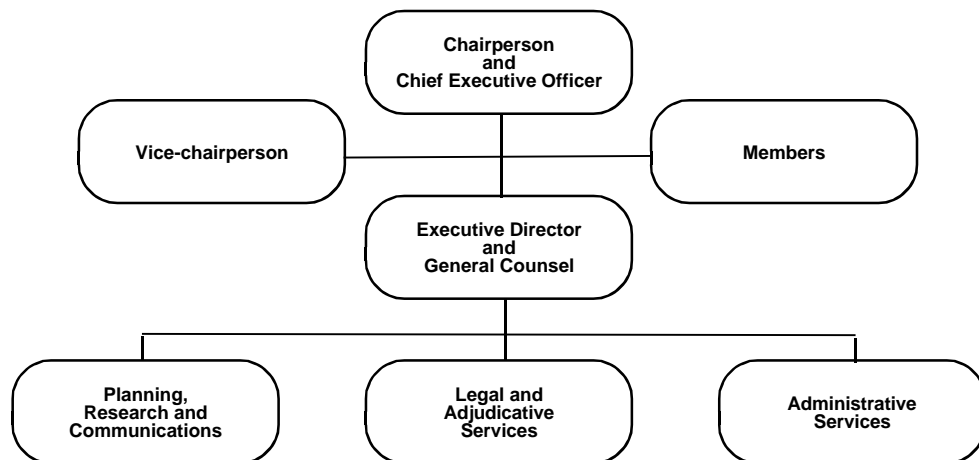 Chairperson
and
Chief Executive Officer
Vice-chairperson
Members
Executive Director
and
General Counsel
Planning,
Research and
Communications
Legal and
Adjudicative
Services
Administrative
Services